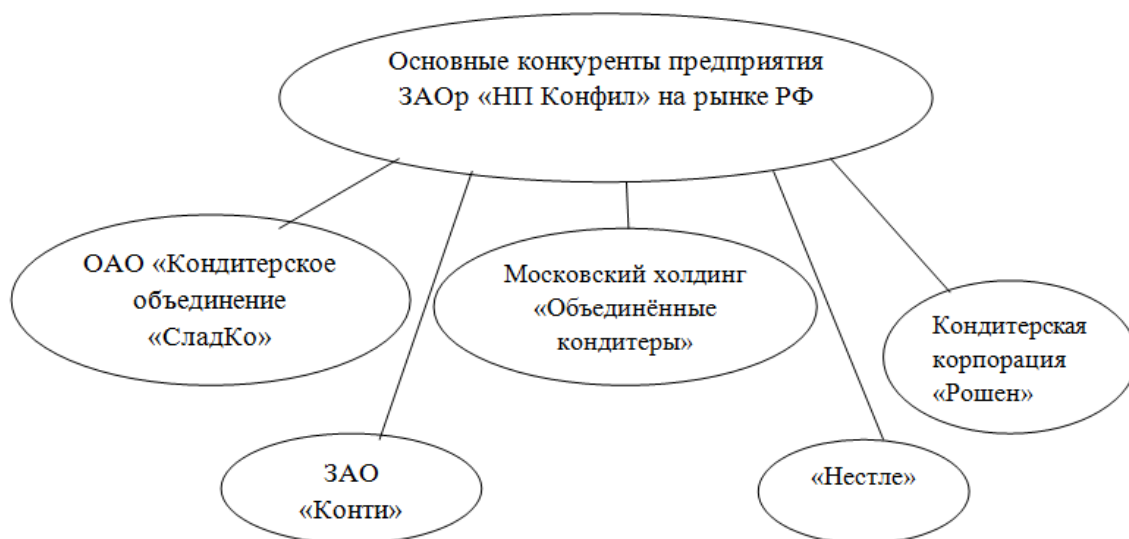 Основные конкуренты предприятия
ЗАОр «НП Конфил» на рынке РФ
ОАО «Кондитерское
объединение
«СладКо»
Московский холдинг
«Объединённые
кондитеры»
Кондитерская
корпорация
«Рошен»
ЗАО
«Конти»
«Нестле»